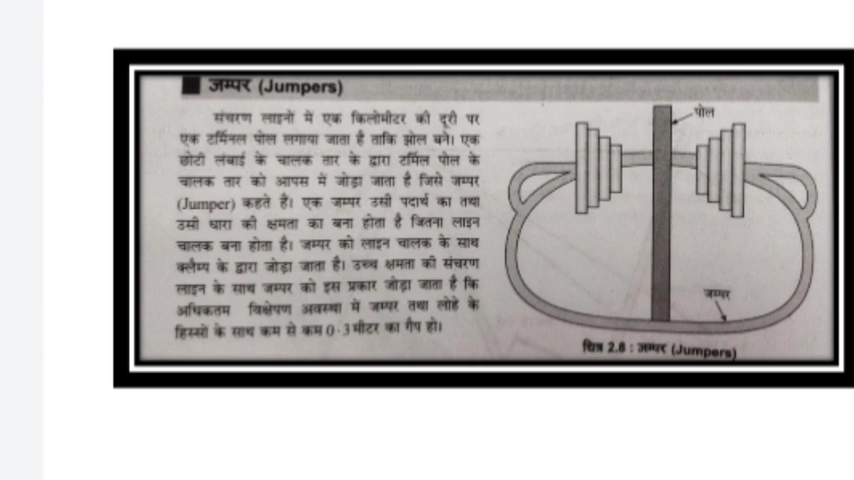 जम्पर (Jumpers)
संचरण लाइनों में एक किलोमीटर की दूरी पर
एक टर्मिनल पोल लगाया जाता है ताकि झोल बने। एक
छोटी लंबाई के चालक तार के द्वारा टर्मिल पोल के
चालक तार को आपस में जोड़ा जाता है जिसे जम्पर
(Jumper) कहते हैं। एक जम्पर उसी पदार्थ का तथा
उसी धारा की क्षमता का बना होता है जितना लाइन
चालक बना होता है। जम्पर को लाइन चालक के साथ
क्लैम्प के द्वारा जोड़ा जाता है। उच्च क्षमता की संचरण
लाइन के साथ जम्पर को इस प्रकार जोड़ा जाता है कि
अधिकतम विक्षेपण अवस्था में जम्पर तथा लोहे के
हिस्सों के साथ कम से कम 0·3 मीटर का गैप हो।
पोल
जम्पर
चित्र 2.8 : जम्पर (Jumpers)